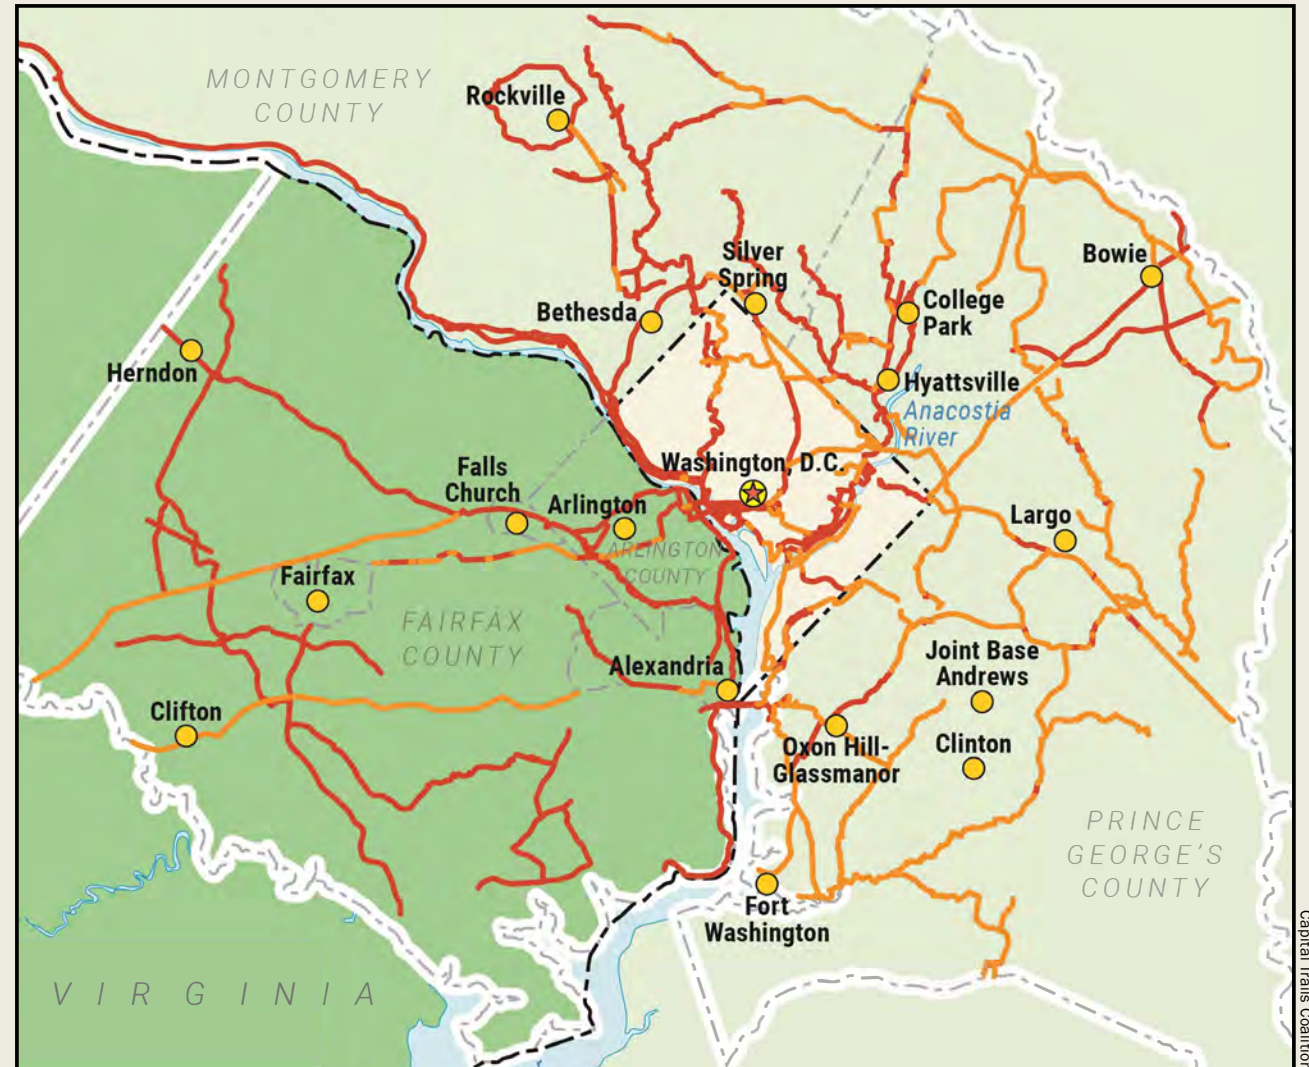 MONTGOMERY
COUNTY
Rockville
Silver
Spring
Bowie
Bethesda
College
Park
Herndon
Hyattsville
Anacostia
River
Falls
Church
Washington, D.C.
Arlington
Largo
ARLINGTON
COUNTY
Fairfax
FAIRFAX
COUNTY
Alexandria
Joint Base
Andrews
Clifton
Oxon Hill-
Glassmanor
Clinton
PRINCE
GEORGE'S
COUNTY
Fort
Washington
VIRGINIA
Capital Trails Coalition